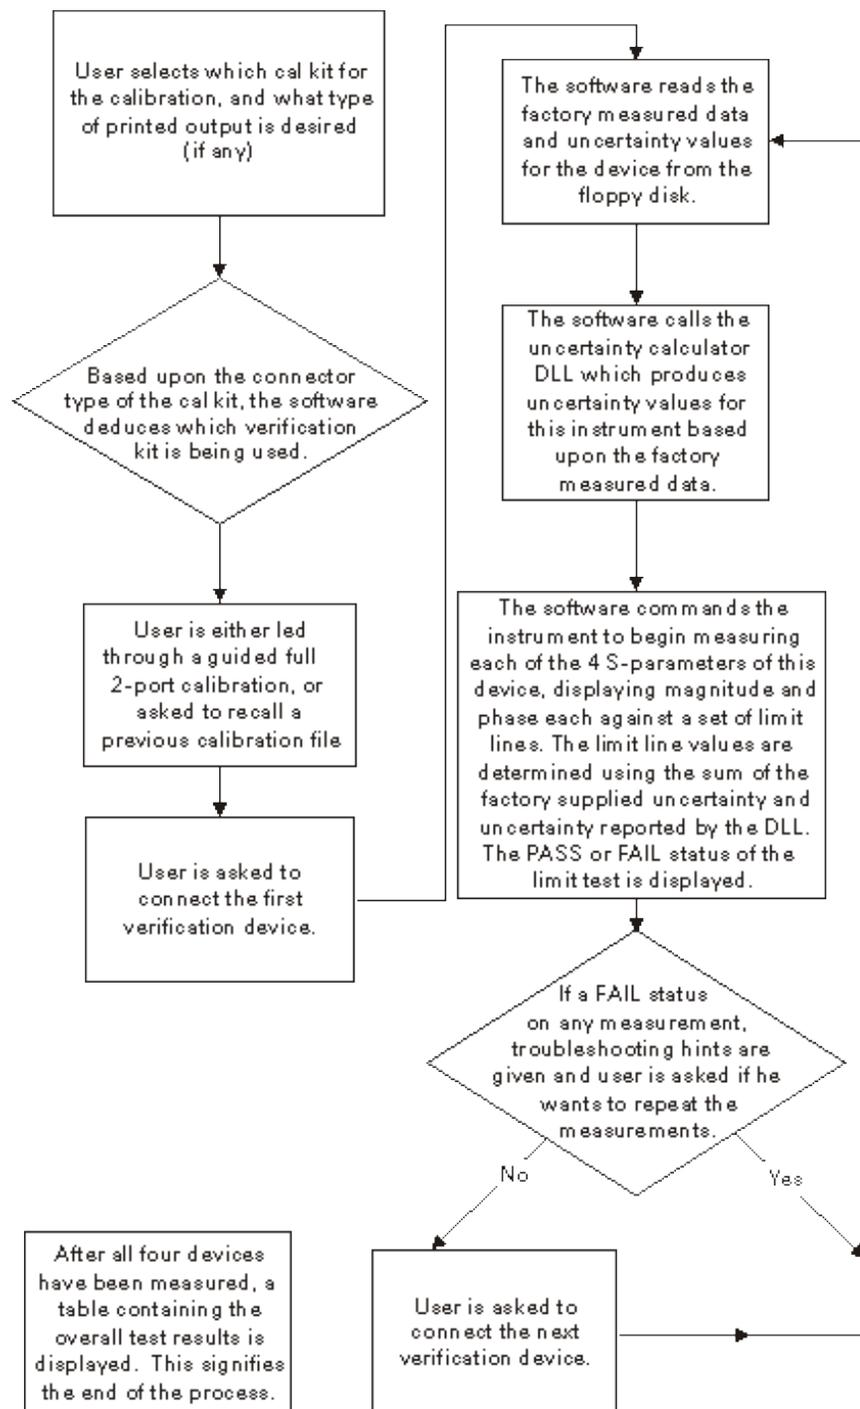 User selects which cal kit for
the calibration, and what type
of printed output is desired
(if any)
Based upon the connector
type of the cal kit, the software
deduces which verification
kit is being used.
User is either led
through a guided full
2-port calibration, or
asked to recall a
previous calibration file
User is asked to
connect the first
verification device.
The software reads the
factory measured data
and uncertainty values
for the device from the
floppy disk.
The software calls the
uncertainty calculator
DLL which produces
uncertainty values for
this instrument based
upon the factory
measured data.
The software commands the
instrument to begin measuring
each of the 4 S-parameters of this
device, displaying magnitude and
phase each against a set of limit
lines. The limit line values are
determined using the sum of the
factory supplied uncertainty and
uncertainty reported by the DLL.
The PASS or FAIL status of the
limit test is displayed.
If a FAIL status
on any measurement,
troubleshooting hints are
given and user is asked if he
wants to repeat the
measurements.
No
Yes
User is asked to
connect the next
verification device.
After all four devices
have been measured, a
table containing the
overall test results is
displayed. This signifies
the end of the process.